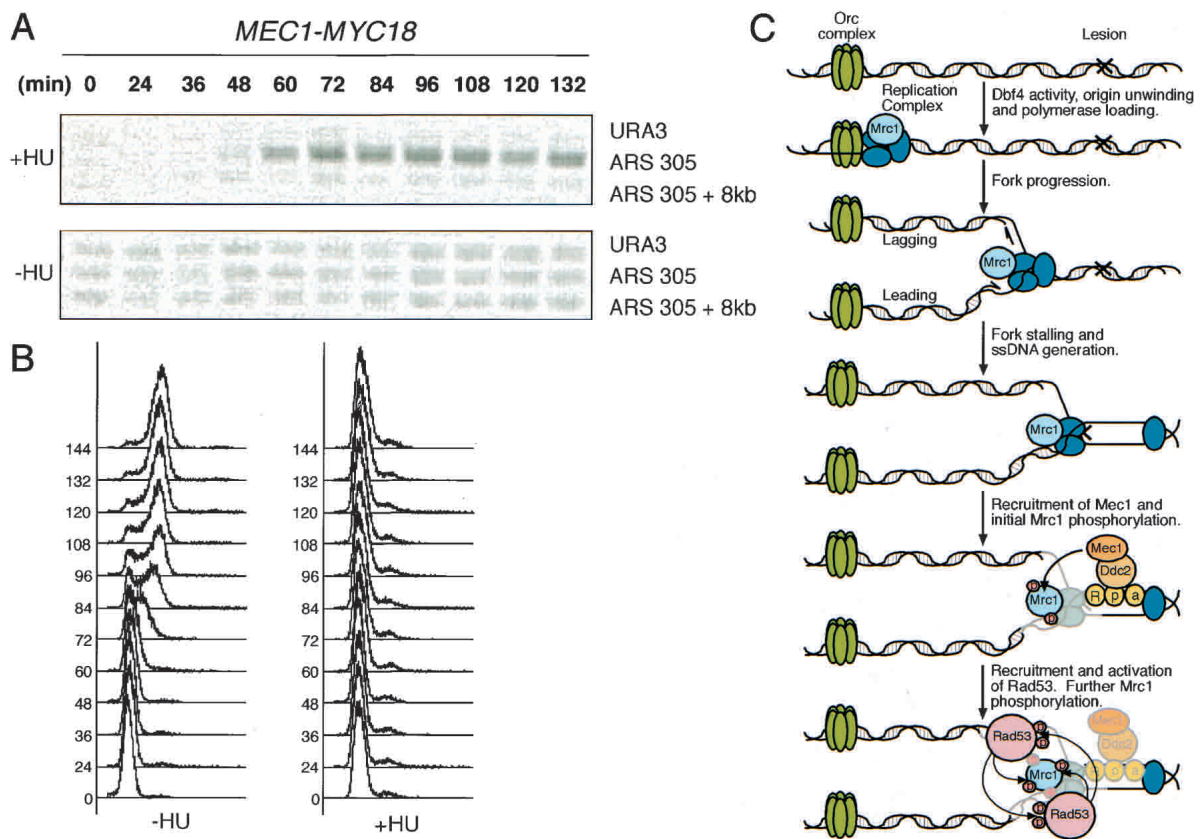 A
MEC1-MYC18
(min) 0 24 36 48 60 72 84 96 108 120 132
+HU
URA3
ARS 305
ARS 305 + 8kb
-HU
URA3
ARS 305
ARS 305 + 8kb
B
144
132
120
108
96
84
72
60
48
36
24
0
-HU
144
132
120
108
96
84
72
60
48
36
24
0
+HU
C
Orc
complex
Lesion
Replication
Complex
Dbf4 activity, origin unwinding
and polymerase loading.
Mrc1
Fork progression.
Lagging
Mrc1
Leading
Fork stalling and
ssDNA generation.
Mrc1
Recruitment of Mec1 and
initial Mrc1 phosphorylation.
Mec1
Ddc2
R p a
p
Mrc1
p
Recruitment and activation
of Rad53. Further Mrc1
phosphorylation.
Mec1
Ddc2
R p a
Rad53
p
p
Mrc1
p
p
p
p
Rad53